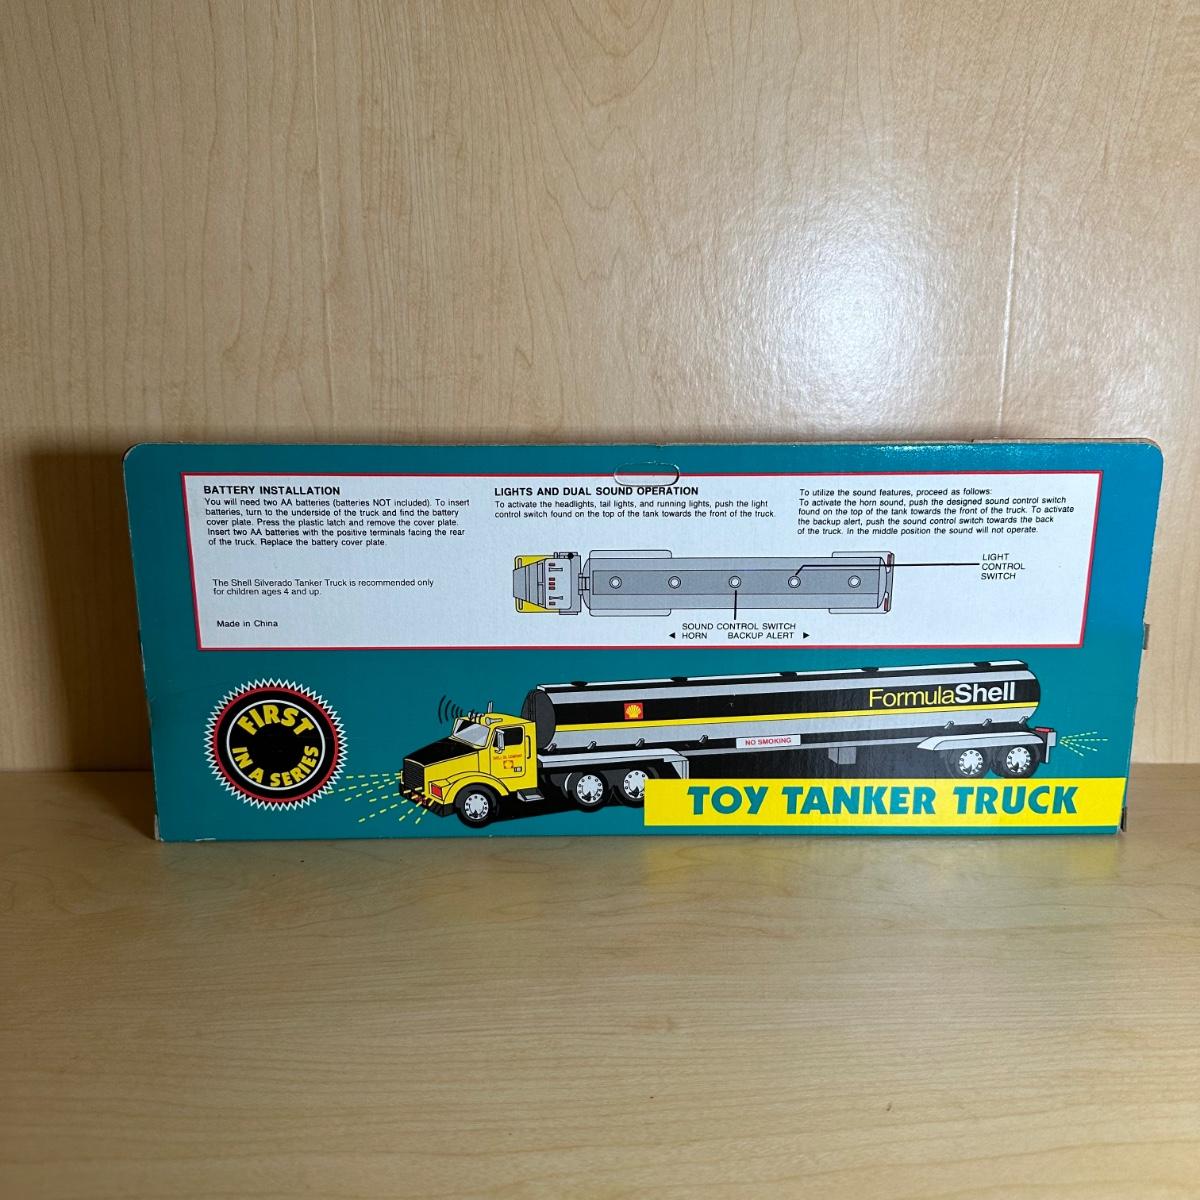 BATTERY INSTALLATION
You will need two AA batteries (batteries NOT included). To insert
batteries, turn to the underside of the truck and find the battery
cover plate. Press the plastic latch and remove the cover plate.
Insert two AA batteries with the positive terminals facing the rear
of the truck. Replace the battery cover plate.
The Shell Silverado Tanker Truck is recommended only
for children ages 4 and up.
Made in China
LIGHTS AND DUAL SOUND OPERATION
To activate the headlights, tail lights, and running lights, push the light
control switch found on the top of the tank towards the front of the truck.
To utilize the sound features, proceed as follows:
To activate the horn sound, push the designed sound control switch
found on the top of the tank towards the front of the truck. To activate
the backup alert, push the sound control switch towards the back
of the truck. In the middle position the sound will not operate.
LIGHT
CONTROL
SWITCH
SOUND CONTROL SWITCH
◄ HORN BACKUP ALERT ►
FIRST
IN A SERIES
FormulaShell
NO SMOKING
SHELL OIL COMPANY
TOY TANKER TRUCK